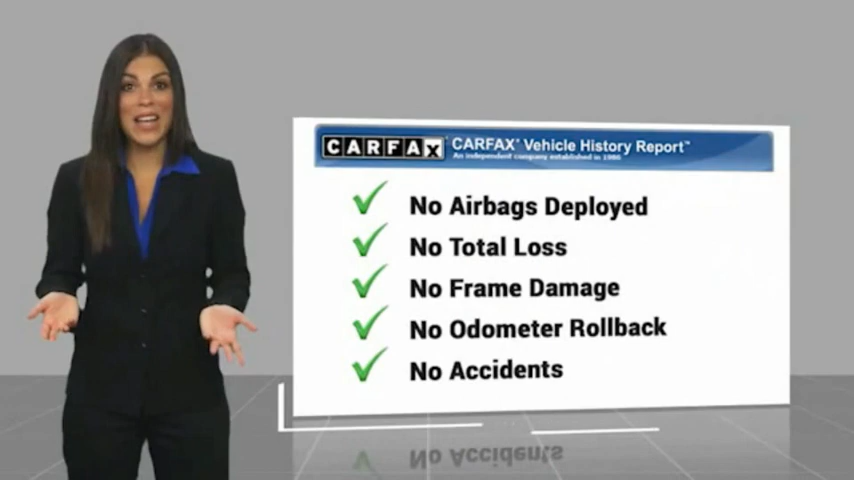 CARFAX CARFAX® Vehicle History Report™
An independent company established in 1986
No Airbags Deployed
No Total Loss
No Frame Damage
No Odometer Rollback
No Accidents
No Accidents